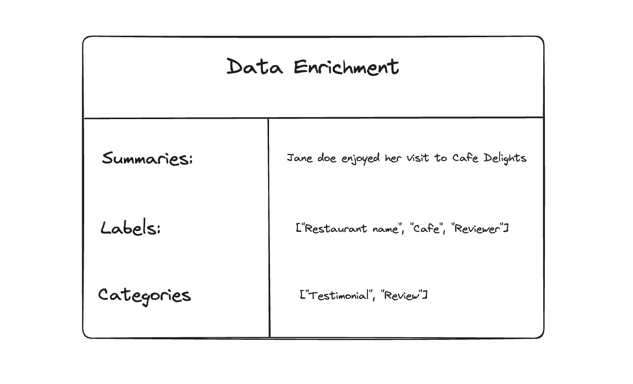 Data Enrichment
Summaries:
Jane doe enjoyed her visit to Cafe Delights
Labels:
["Restaurant name", "Cafe", "Reviewer"]
Categories
["Testimonial", "Review"]